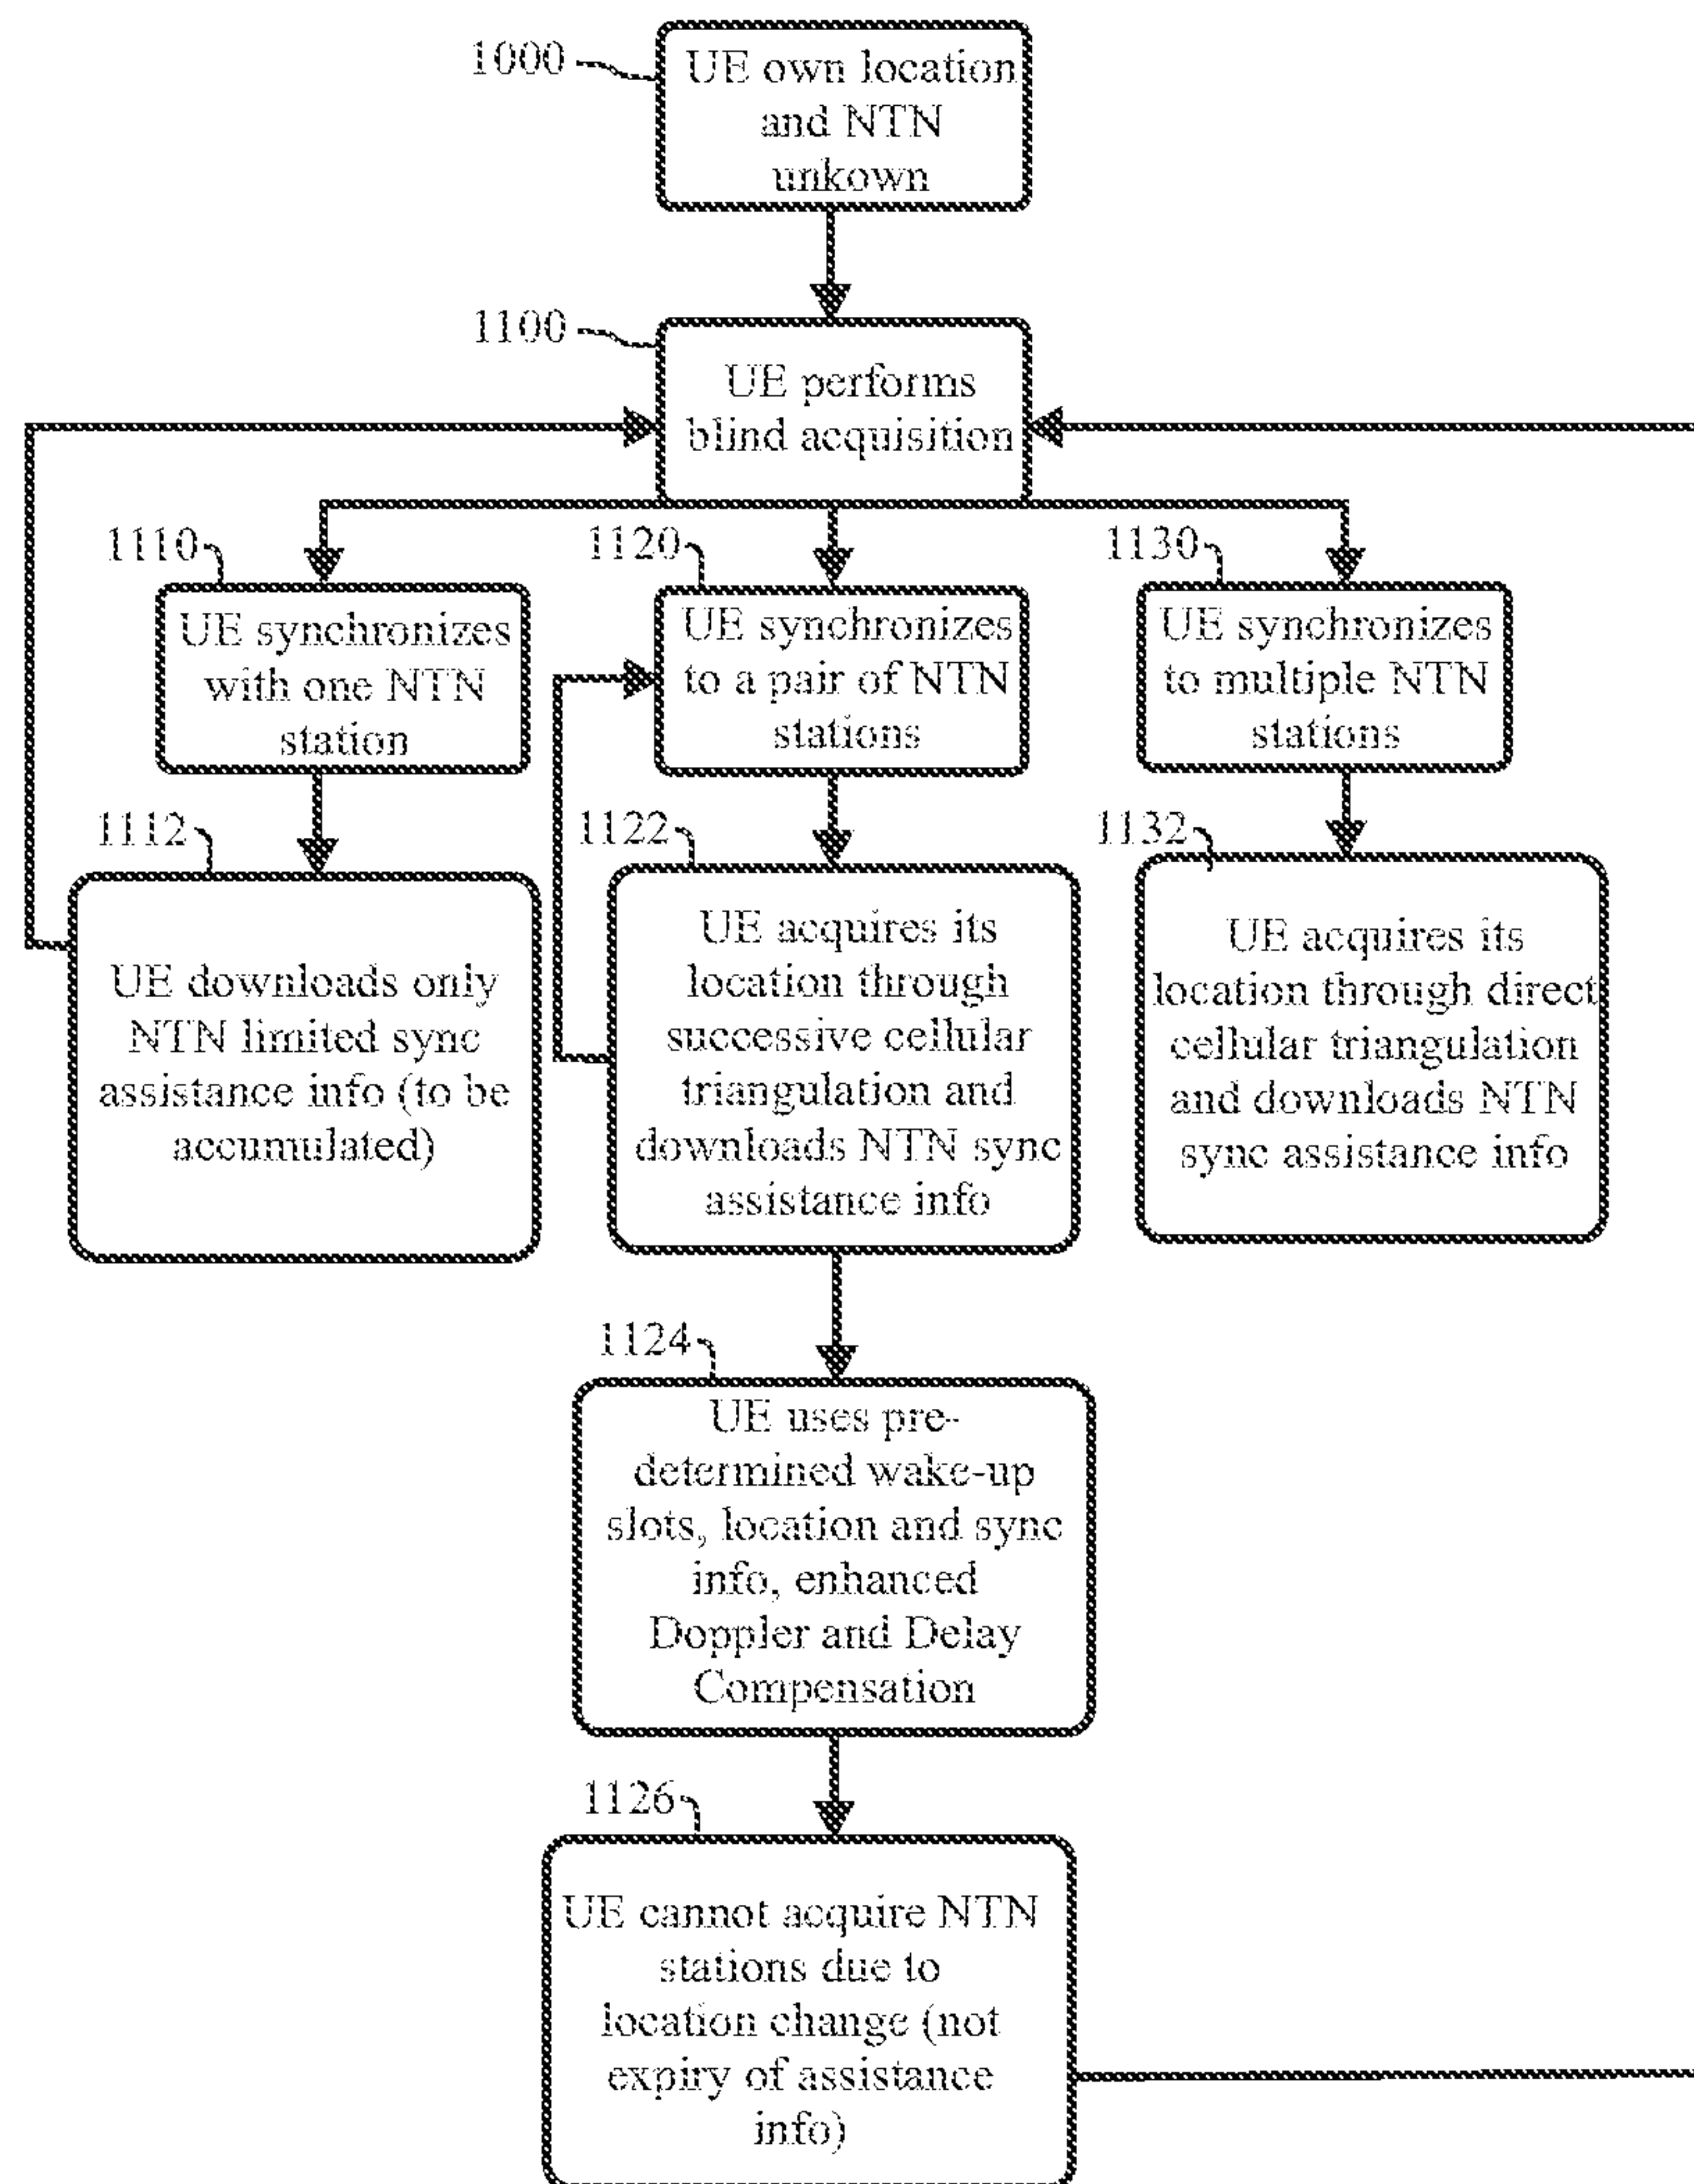 1000
UE own location
and NTN
unkown
1100
UE performs
blind acquisition
1110
UE synchronizes
with one NTN
station
1120
UE synchronizes
to a pair of NTN
stations
1130
UE synchronizes
to multiple NTN
stations
1112
UE downloads only
NTN limited sync
assistance info (to be
accumulated)
1122
UE acquires its
location through
successive cellular
triangulation and
downloads NTN sync
assistance info
1132
UE acquires its
location through direct
cellular triangulation
and downloads NTN
sync assistance info
1124
UE uses pre-
determined wake-up
slots, location and sync
info, enhanced
Doppler and Delay
Compensation
1126
UE cannot acquire NTN
stations due to
location change (not
expiry of assistance
info)